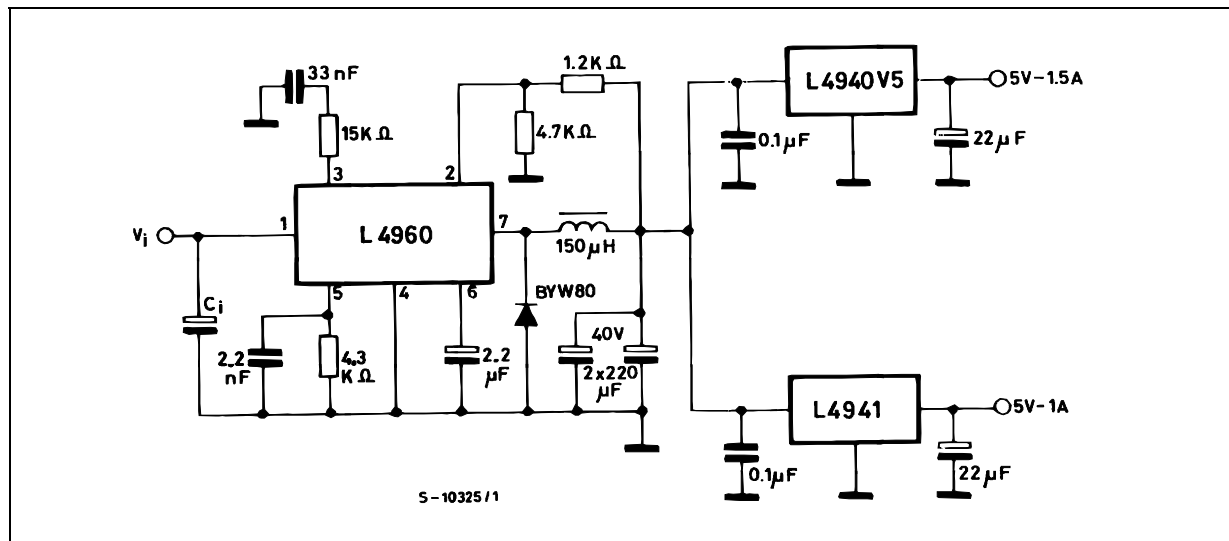 33nF
15KΩ
3
2
1.2KΩ
4.7KΩ
L4940V5
5V-1.5A
0.1µF
22µF
Vi
1
L4960
7
150µH
5
4
6
BYW80
Ci
2.2
nF
4.3
KΩ
2.2
µF
40V
2x220
µF
L4941
5V-1A
0.1µF
22µF
S-10325/1